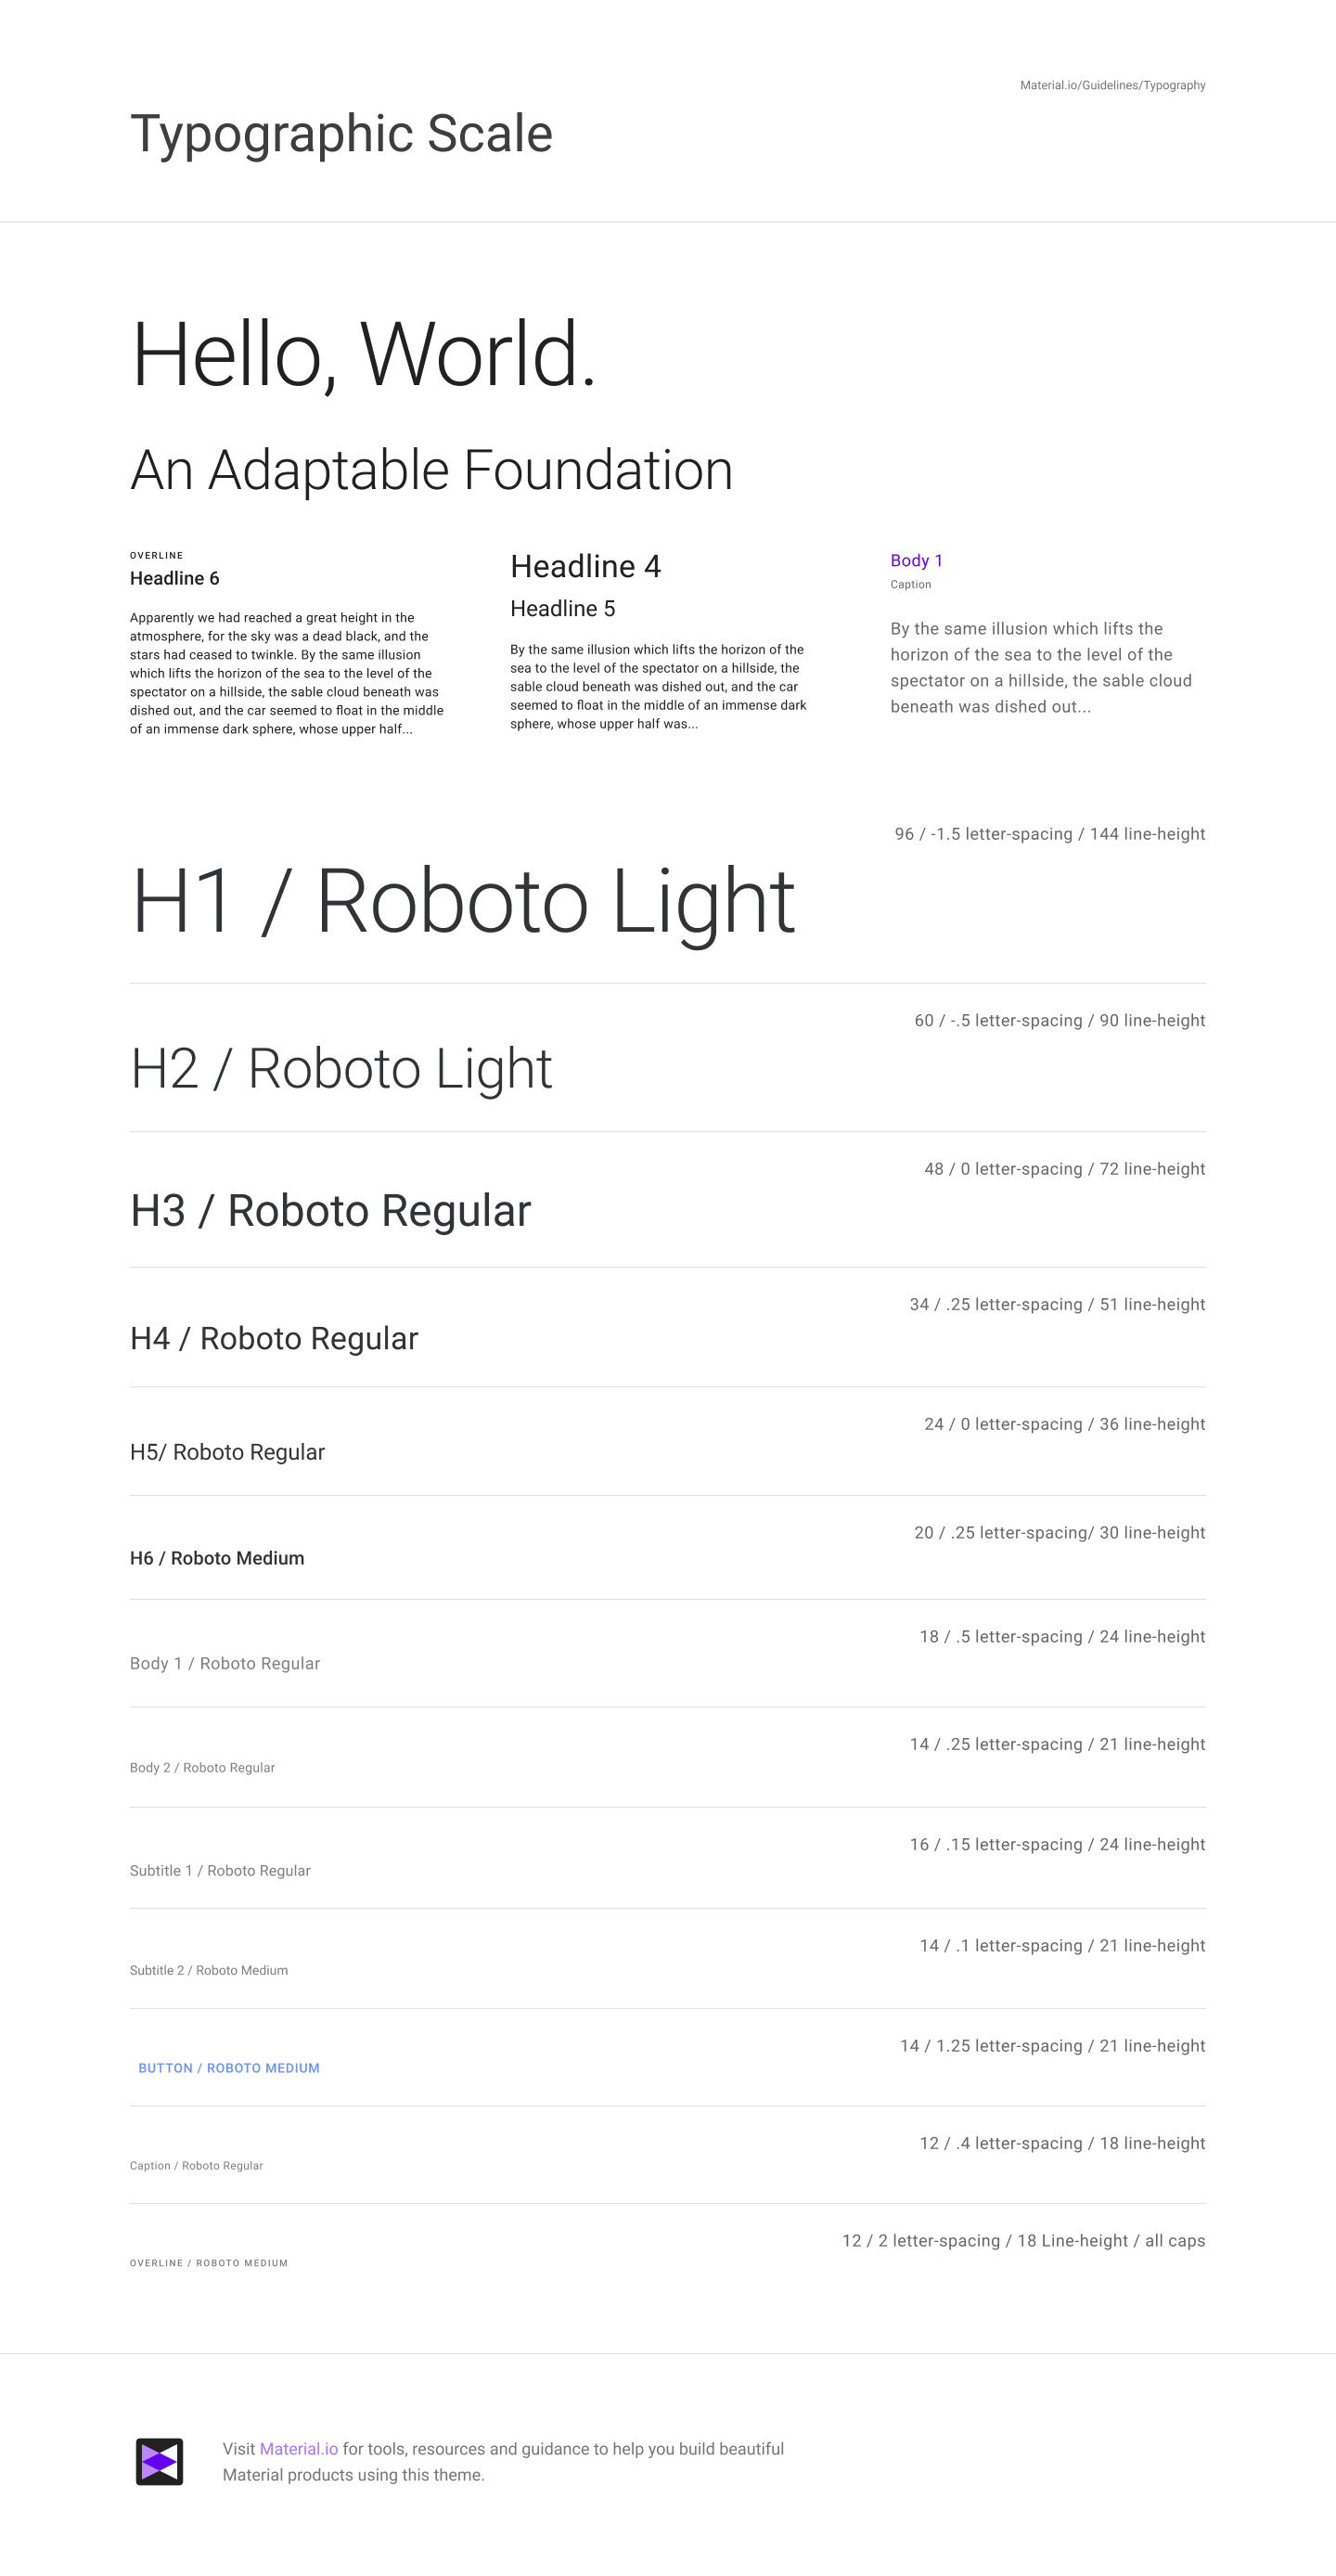 Material.io/Guidelines/Typography
Typographic Scale
Hello, World.
An Adaptable Foundation
OVERLINE
Headline 6
Apparently we had reached a great height in the
atmosphere, for the sky was a dead black, and the
stars had ceased to twinkle. By the same illusion
which lifts the horizon of the sea to the level of the
spectator on a hillside, the sable cloud beneath was
dished out, and the car seemed to float in the middle
of an immense dark sphere, whose upper half...
Headline 4
Headline 5
By the same illusion which lifts the horizon of the
sea to the level of the spectator on a hillside, the
sable cloud beneath was dished out, and the car
seemed to float in the middle of an immense dark
sphere, whose upper half was...
Body 1
Caption
By the same illusion which lifts the
horizon of the sea to the level of the
spectator on a hillside, the sable cloud
beneath was dished out...
96 / -1.5 letter-spacing / 144 line-height
H1 / Roboto Light
60 / -.5 letter-spacing / 90 line-height
H2 / Roboto Light
48 / 0 letter-spacing / 72 line-height
H3 / Roboto Regular
34 / .25 letter-spacing / 51 line-height
H4 / Roboto Regular
24 / 0 letter-spacing / 36 line-height
H5/ Roboto Regular
20 / .25 letter-spacing/ 30 line-height
H6 / Roboto Medium
18 / .5 letter-spacing / 24 line-height
Body 1 / Roboto Regular
14 / .25 letter-spacing / 21 line-height
Body 2 / Roboto Regular
16 / .15 letter-spacing / 24 line-height
Subtitle 1 / Roboto Regular
14 / .1 letter-spacing / 21 line-height
Subtitle 2 / Roboto Medium
14 / 1.25 letter-spacing / 21 line-height
BUTTON / ROBOTO MEDIUM
12 / .4 letter-spacing / 18 line-height
Caption / Roboto Regular
12 / 2 letter-spacing / 18 Line-height / all caps
OVERLINE / ROBOTO MEDIUM
Visit Material.io for tools, resources and guidance to help you build beautiful
Material products using this theme.